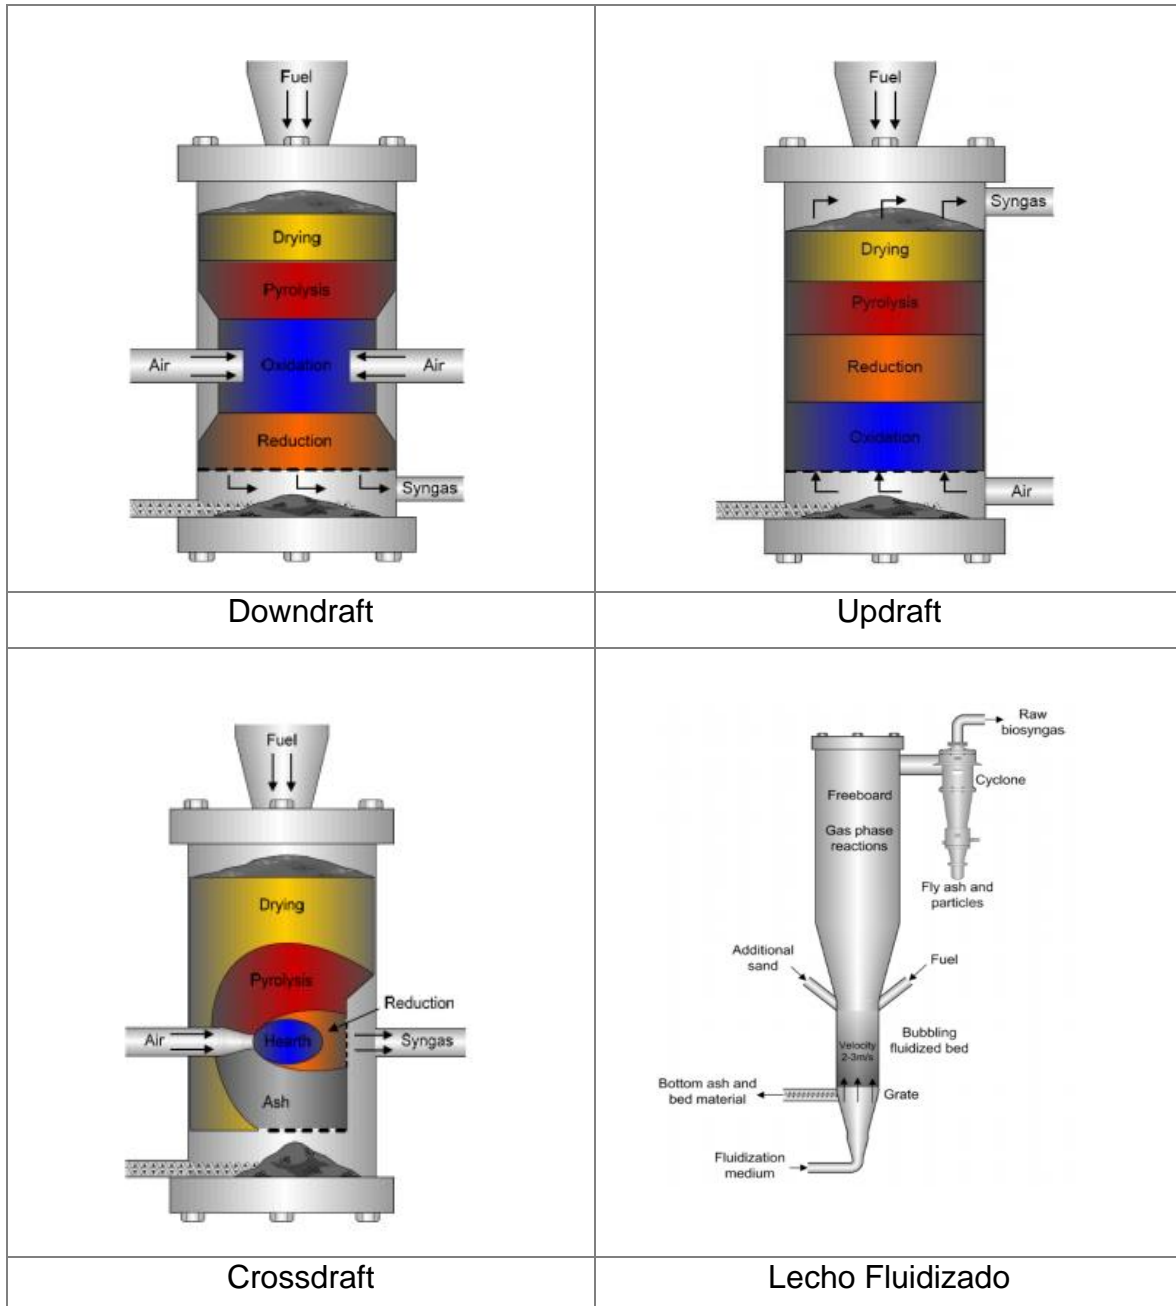 Fuel
Drying
Pyrolysis
Air
Oxidation
Air
Reduction
Syngas
Downdraft
Fuel
Syngas
Drying
Pyrolysis
Reduction
Oxidation
Air
Updraft
Fuel
Drying
Pyrolysis
Reduction
Air
Hearth
Syngas
Ash
Crossdraft
Raw
biosyngas
Cyclone
Freeboard
Gas phase
reactions
Fly ash and
particles
Additional
sand
Fuel
Velocity
2-3m/s
Bubbling
fluidized bed
Bottom ash and
bed material
Grate
Fluidization
medium
Lecho Fluidizado